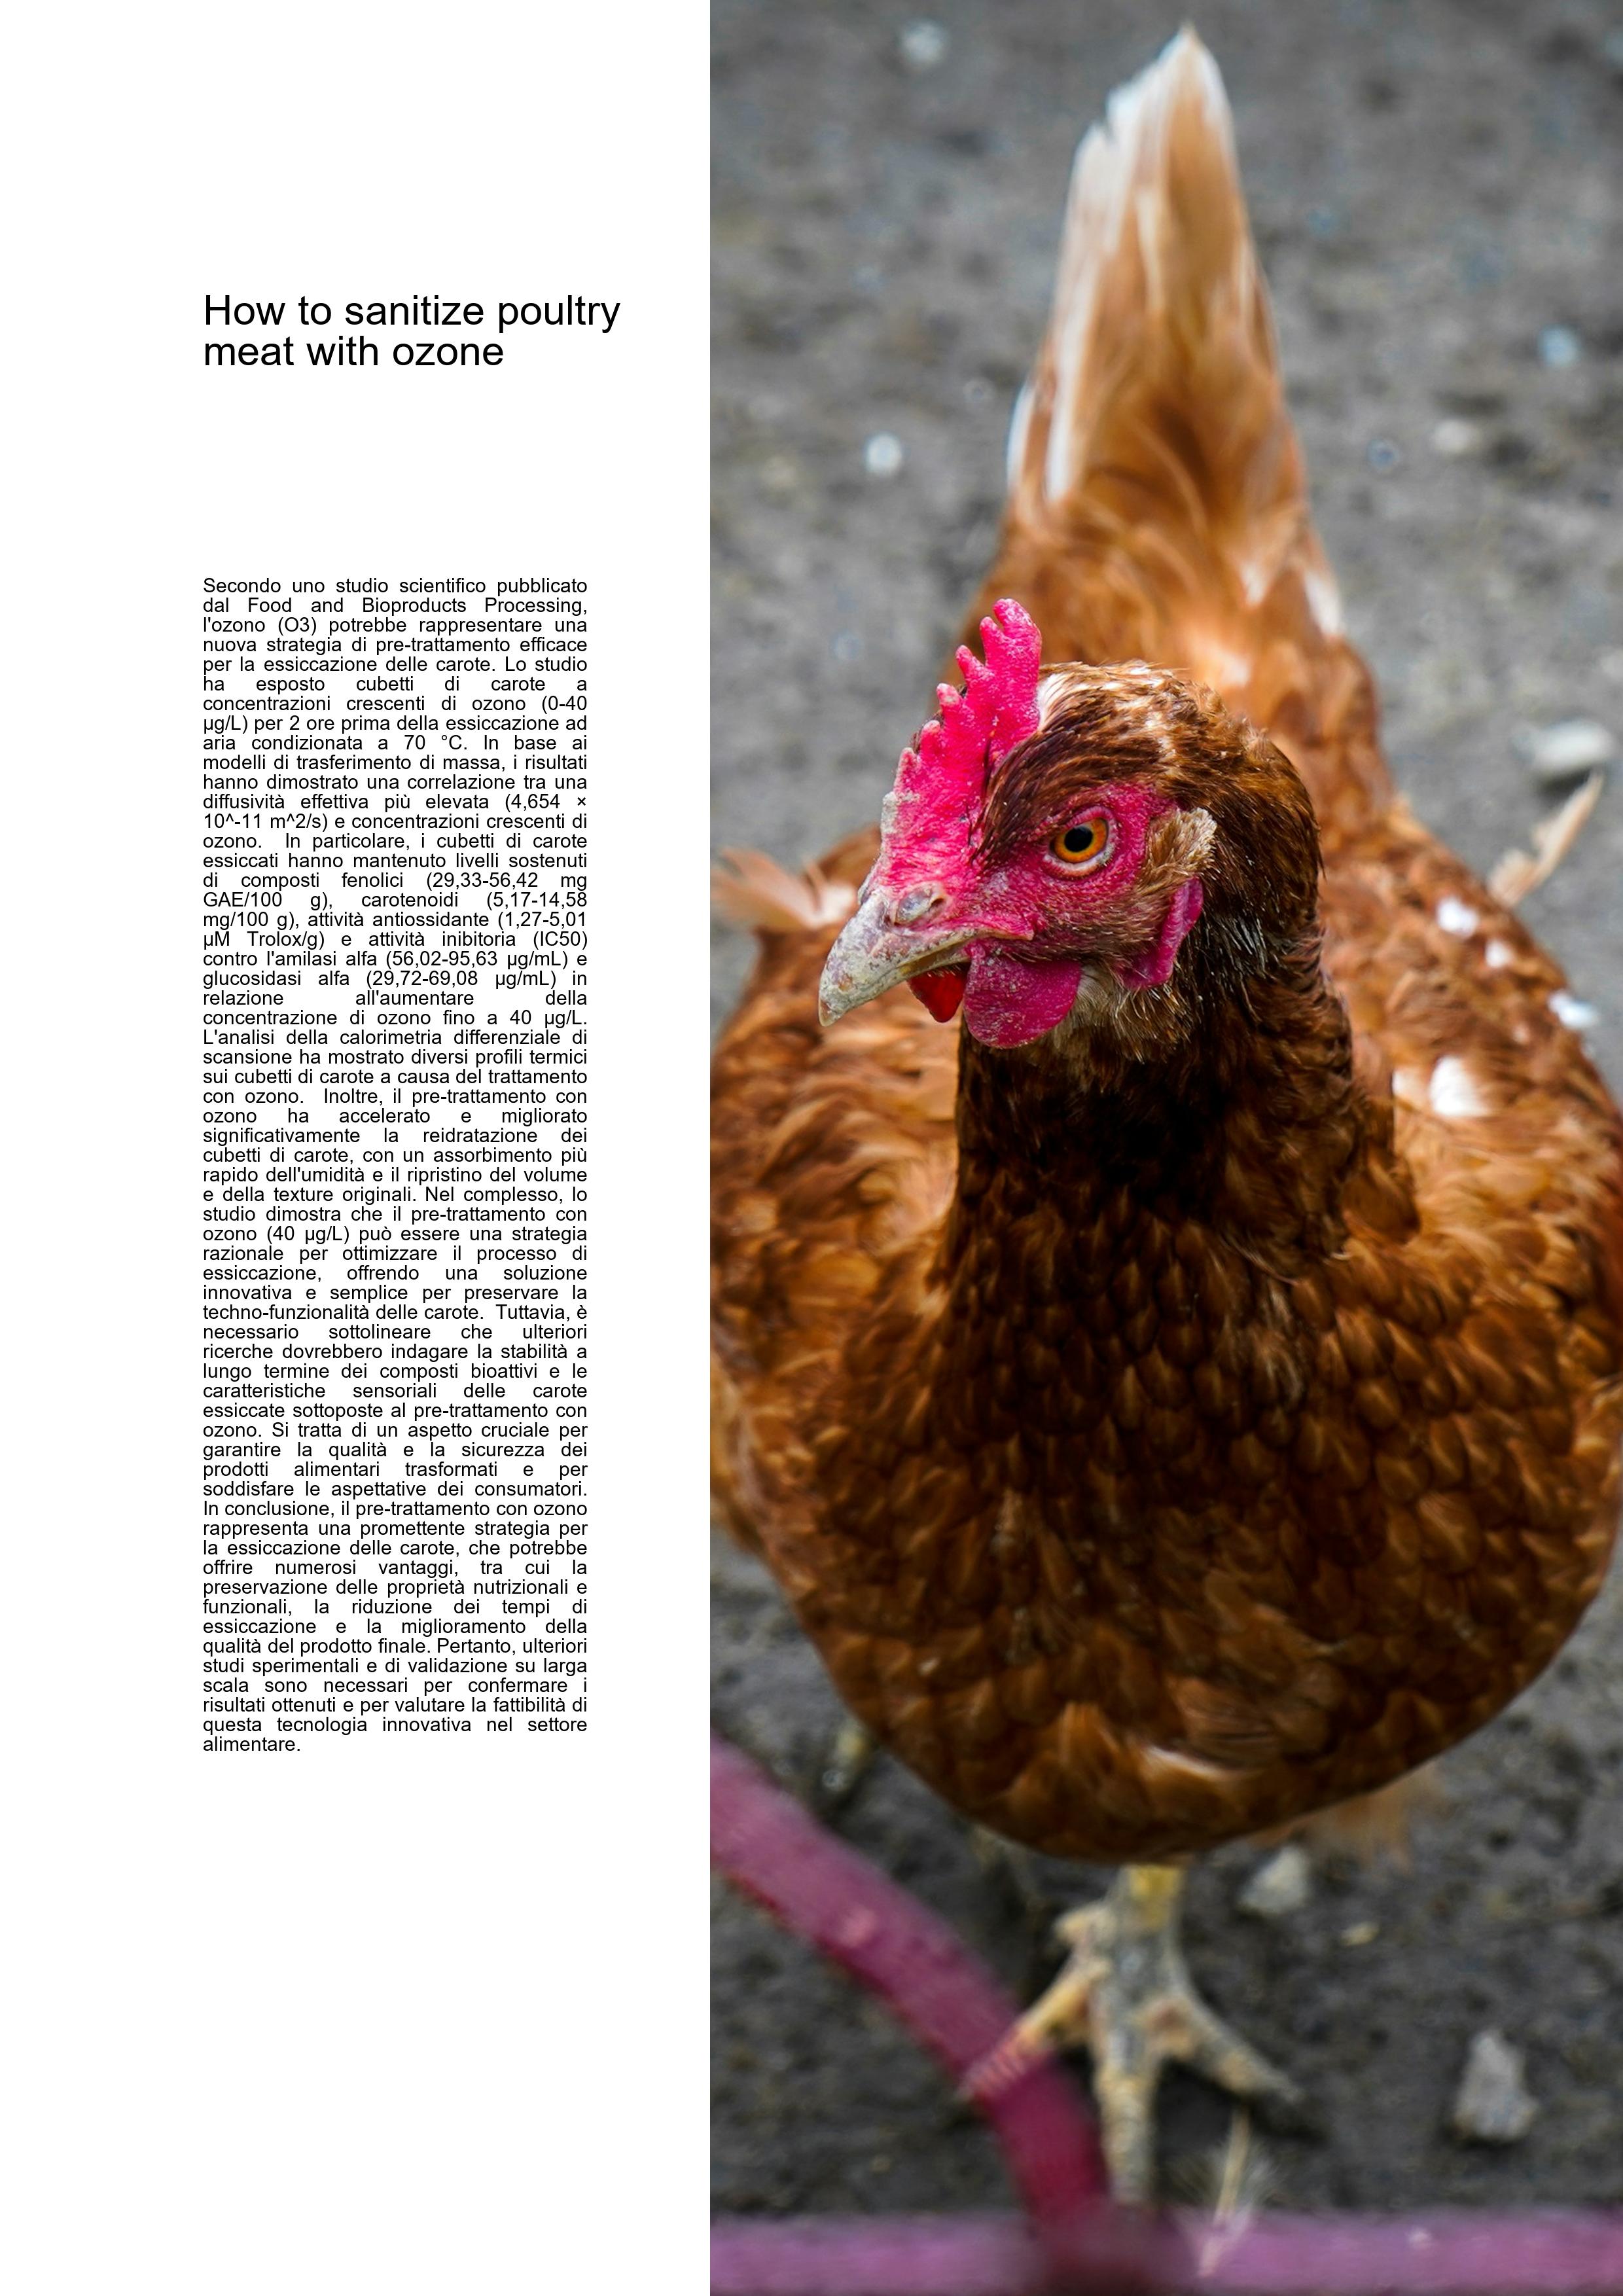 How to sanitize poultry
meat with ozone
Secondo uno studio scientifico pubblicato
dal Food and Bioproducts Processing,
l'ozono (O3) potrebbe rappresentare una
nuova strategia di pre-trattamento efficace
per la essiccazione delle carote. Lo studio
ha esposto cubetti di carote a
concentrazioni crescenti di ozono (0-40
µg/L) per 2 ore prima della essiccazione ad
aria condizionata a 70 °C. In base ai
modelli di trasferimento di massa, i risultati
hanno dimostrato una correlazione tra una
diffusività effettiva più elevata (4,654 ×
10^-11 m^2/s) e concentrazioni crescenti di
ozono. In particolare, i cubetti di carote
essiccati hanno mantenuto livelli sostenuti
di composti fenolici (29,33-56,42 mg
GAE/100 g), carotenoidi (5,17-14,58
mg/100 g), attività antiossidante (1,27-5,01
µM Trolox/g) e attività inibitoria (IC50)
contro l'amilasi alfa (56,02-95,63 µg/mL) e
glucosidasi alfa (29,72-69,08 µg/mL) in
relazione all'aumentare della
concentrazione di ozono fino a 40 µg/L.
L'analisi della calorimetria differenziale di
scansione ha mostrato diversi profili termici
sui cubetti di carote a causa del trattamento
con ozono. Inoltre, il pre-trattamento con
ozono ha accelerato e migliorato
significativamente la reidratazione dei
cubetti di carote, con un assorbimento più
rapido dell'umidità e il ripristino del volume
e della texture originali. Nel complesso, lo
studio dimostra che il pre-trattamento con
ozono (40 µg/L) può essere una strategia
razionale per ottimizzare il processo di
essiccazione, offrendo una soluzione
innovativa e semplice per preservare la
techno-funzionalità delle carote. Tuttavia, è
necessario sottolineare che ulteriori
ricerche dovrebbero indagare la stabilità a
lungo termine dei composti bioattivi e le
caratteristiche sensoriali delle carote
essiccate sottoposte al pre-trattamento con
ozono. Si tratta di un aspetto cruciale per
garantire la qualità e la sicurezza dei
prodotti alimentari trasformati e per
soddisfare le aspettative dei consumatori.
In conclusione, il pre-trattamento con ozono
rappresenta una promettente strategia per
la essiccazione delle carote, che potrebbe
offrire numerosi vantaggi, tra cui la
preservazione delle proprietà nutrizionali e
funzionali, la riduzione dei tempi di
essiccazione e la miglioramento della
qualità del prodotto finale. Pertanto, ulteriori
studi sperimentali e di validazione su larga
scala sono necessari per confermare i
risultati ottenuti e per valutare la fattibilità di
questa tecnologia innovativa nel settore
alimentare.